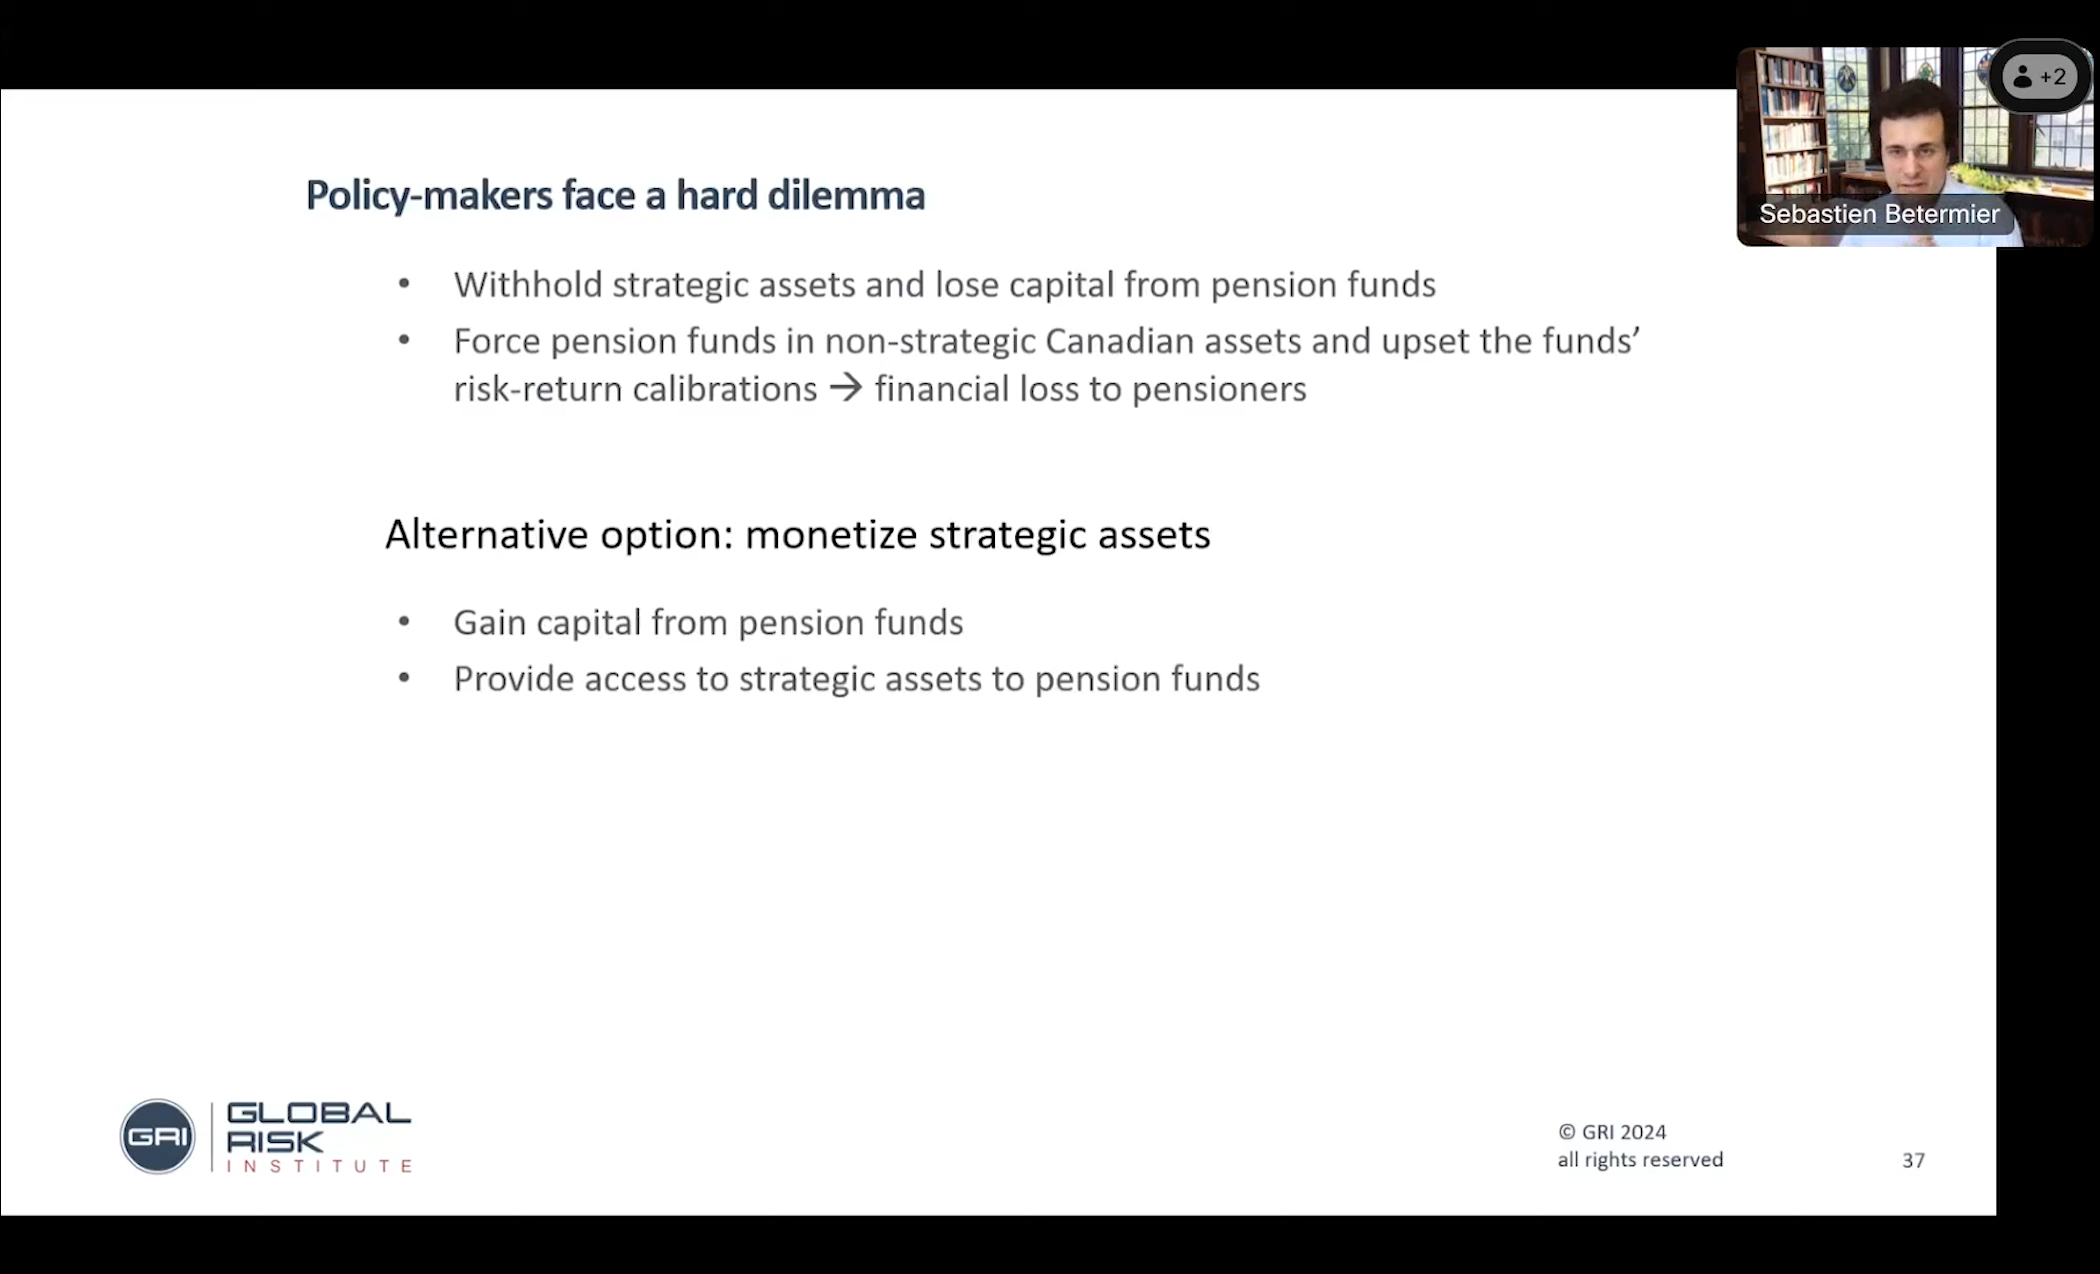 +2
Sebastien Betermier
Policy-makers face a hard dilemma
• Withhold strategic assets and lose capital from pension funds
• Force pension funds in non-strategic Canadian assets and upset the funds’
risk-return calibrations → financial loss to pensioners
Alternative option: monetize strategic assets
• Gain capital from pension funds
• Provide access to strategic assets to pension funds
GRI
GLOBAL
RISK
INSTITUTE
© GRI 2024
all rights reserved
37